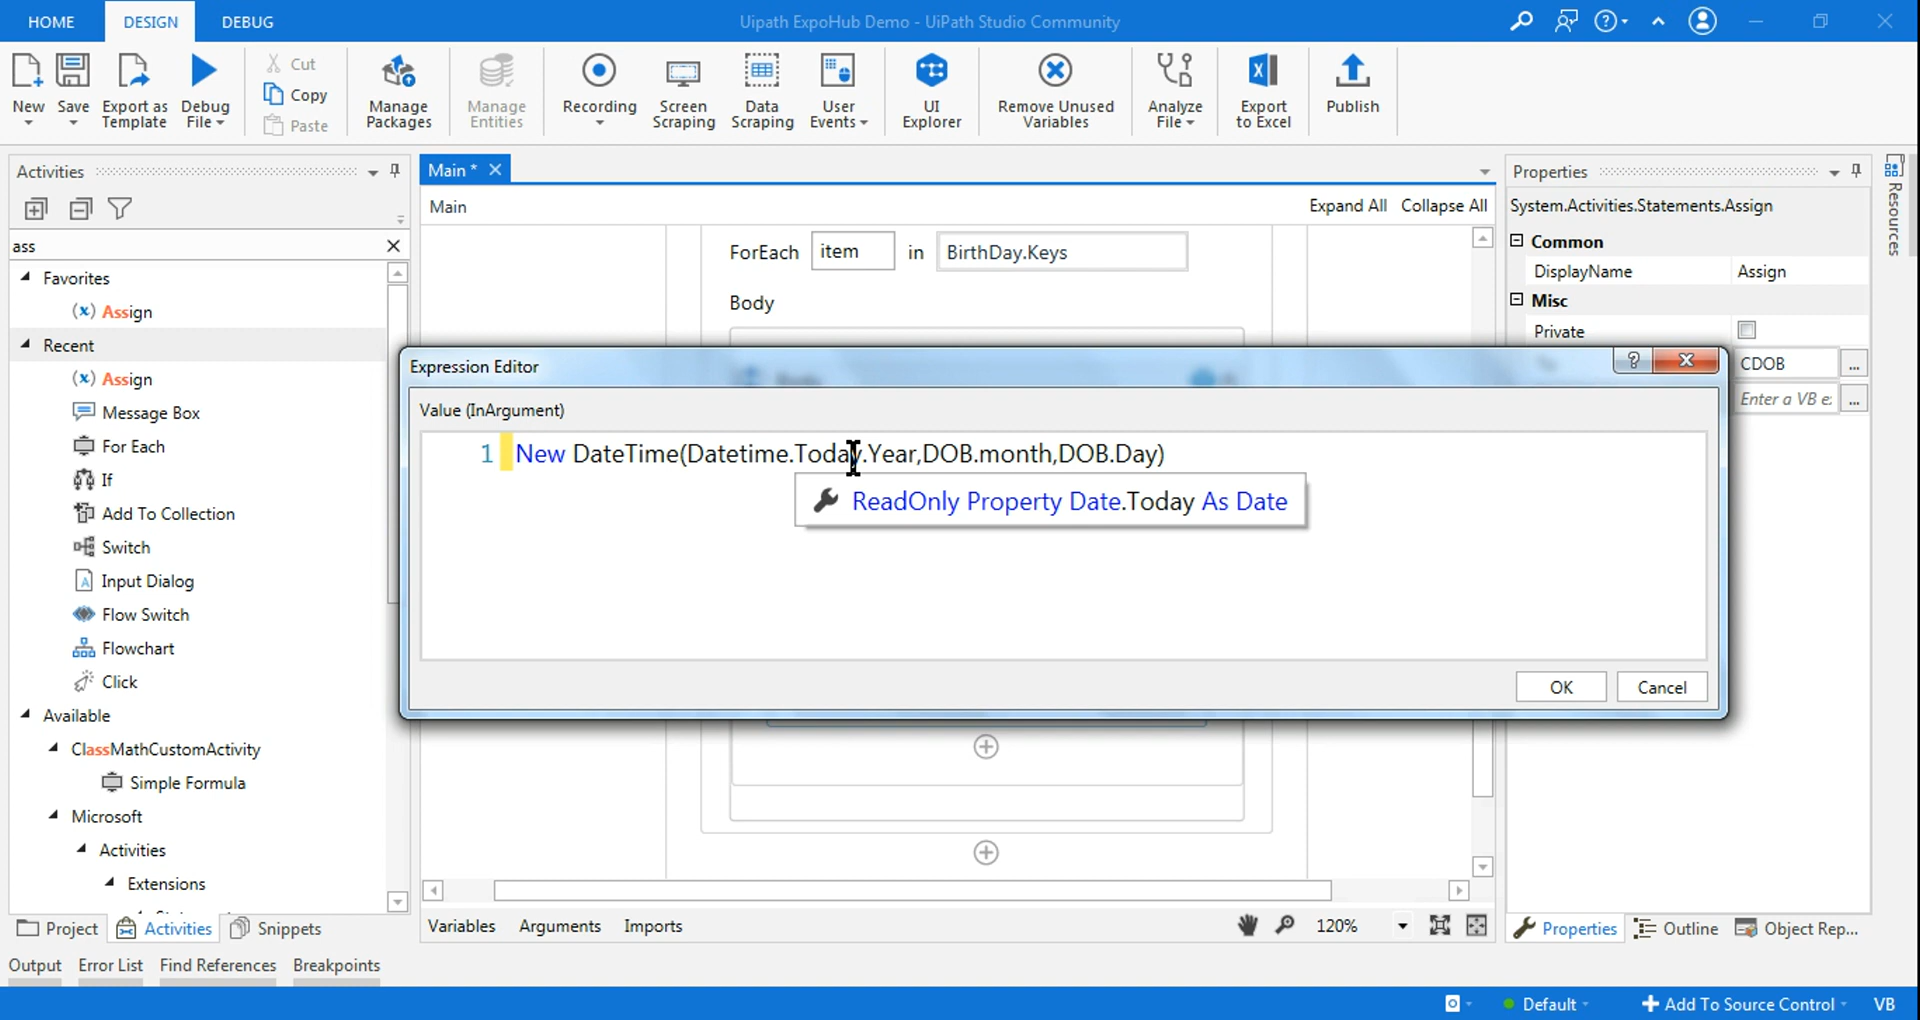 HOME DESIGN DEBUG Uipath ExpoHub Demo - UiPath Studio Community
New Save Export as Template Debug File
Cut
Copy
Paste
Manage Packages
Manage Entities
Recording
Screen Scraping
Data Scraping
User Events
UI Explorer
Remove Unused Variables
Analyze File
Export to Excel
Publish
Activities
ass
Favorites
Assign
Recent
Assign
Message Box
For Each
If
Add To Collection
Switch
Input Dialog
Flow Switch
Flowchart
Click
Available
ClassMathCustomActivity
Simple Formula
Microsoft
Activities
Extensions
Project Activities Snippets
Main *
Main Expand All Collapse All
ForEach item in BirthDay.Keys
Body
Expression Editor
Value (InArgument)
1 New DateTime(Datetime.Today.Year,DOB.month,DOB.Day)
ReadOnly Property Date.Today As Date
OK Cancel
Variables Arguments Imports 120%
Properties
System.Activities.Statements.Assign
Common
DisplayName Assign
Misc
Private
CDOB ...
Enter a VB e: ...
Resources
Properties Outline Object Rep...
Output Error List Find References Breakpoints
Default Add To Source Control VB